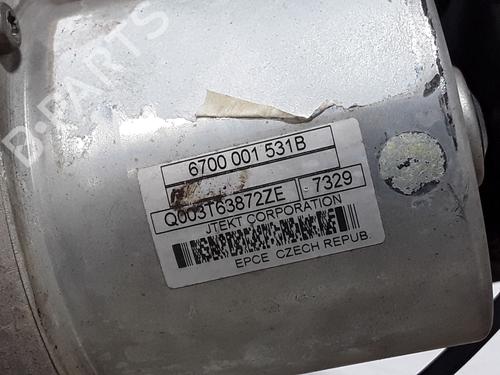 B-PARTS
6700 001 531B
Q003T63872ZE - 7329
JTEKT CORPORATION
EPCE CZECH REPUB.